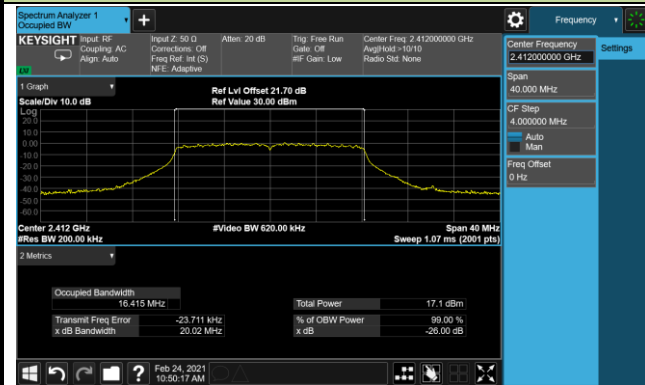 Spectrum Analyzer 1
Occupied BW
KEYSIGHT
Input: RF
Coupling: AC
Align: Auto
Input Z: 50 Ω
Corrections: Off
Freq Ref: Int (S)
NFE: Adaptive
Atten: 20 dB
Trig: Free Run
Gate: Off
#IF Gain: Low
Center Freq: 2.412000000 GHz
Avg|Hold:>10/10
Radio Std: None
1 Graph
Scale/Div 10.0 dB
Ref Lvl Offset 21.70 dB
Ref Value 30.00 dBm
Log
20.0
10.0
0.00
-10.0
-20.0
-30.0
-40.0
-50.0
-60.0
Center 2.412 GHz
#Res BW 200.00 kHz
#Video BW 620.00 kHz
Span 40 MHz
Sweep 1.07 ms (2001 pts)
2 Metrics
Occupied Bandwidth
16.415 MHz
Total Power 17.1 dBm
Transmit Freq Error -23.711 kHz
% of OBW Power 99.00 %
x dB Bandwidth 20.02 MHz
x dB -26.00 dB
Feb 24, 2021
10:50:17 AM
Frequency
Settings
Center Frequency
2.412000000 GHz
Span
40.000 MHz
CF Step
4.000000 MHz
Auto
Man
Freq Offset
0 Hz